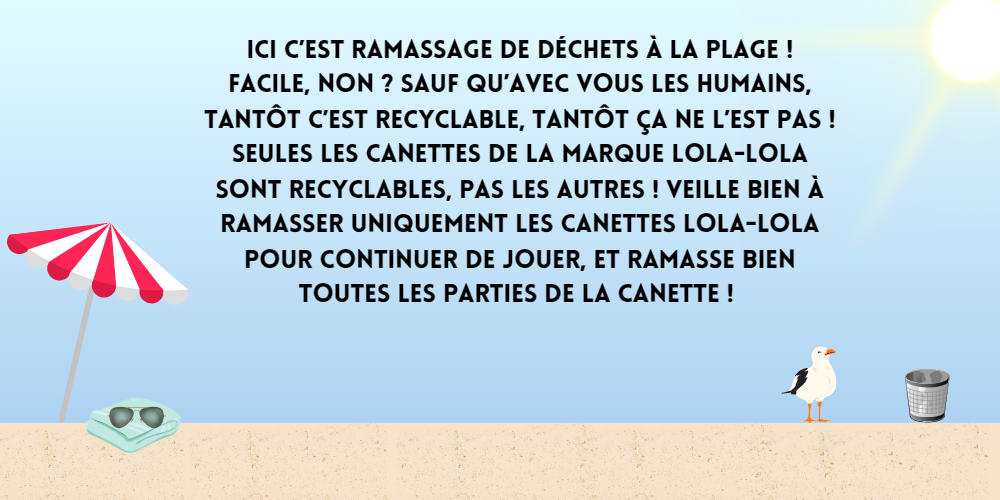 ICI C'EST RAMASSAGE DE DÉCHETS À LA PLAGE !
FACILE, NON ? SAUF QU'AVEC VOUS LES HUMAINS,
TANTÔT C'EST RECYCLABLE, TANTÔT ÇA NE L'EST PAS !
SEULES LES CANETTES DE LA MARQUE LOLA-LOLA
SONT RECYCLABLES, PAS LES AUTRES ! VEILLE BIEN À
RAMASSER UNIQUEMENT LES CANETTES LOLA-LOLA
POUR CONTINUER DE JOUER, ET RAMASSE BIEN
TOUTES LES PARTIES DE LA CANETTE !